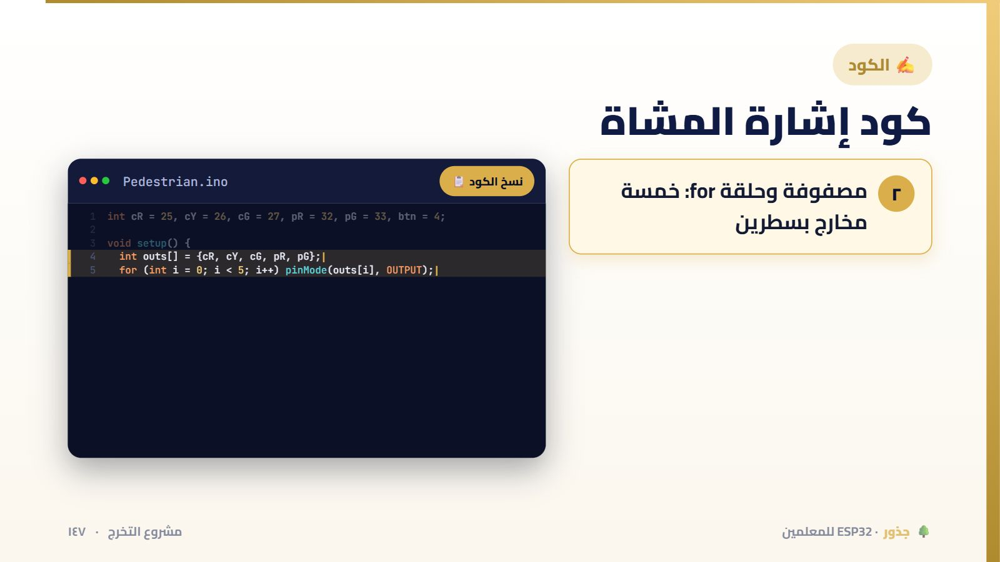 ✍️ الكود
كود إشارة المشاة
٢
مصفوفة وحلقة for: خمسة
مخارج بسطرين
Pedestrian.ino
نسخ الكود 📋
1 int cR = 25, cY = 26, cG = 27, pR = 32, pG = 33, btn = 4;
2
3 void setup() {
4 int outs[] = {cR, cY, cG, pR, pG};
5 for (int i = 0; i < 5; i++) pinMode(outs[i], OUTPUT);
🌳 جذور · ESP32 للمعلمين
مشروع التخرج · ١٤٧